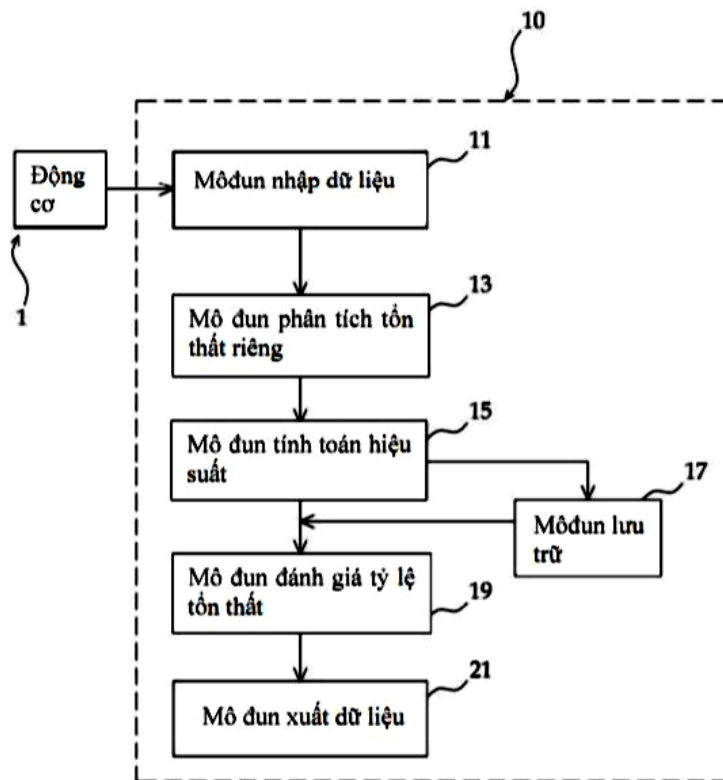 10
11
Động
cơ
Môđun nhập dữ liệu
1
13
Mô đun phân tích tổn
thất riêng
15
Mô đun tính toán hiệu
suất
17
Môđun lưu
trữ
Mô đun đánh giá tỷ lệ
tổn thất
19
21
Mô đun xuất dữ liệu